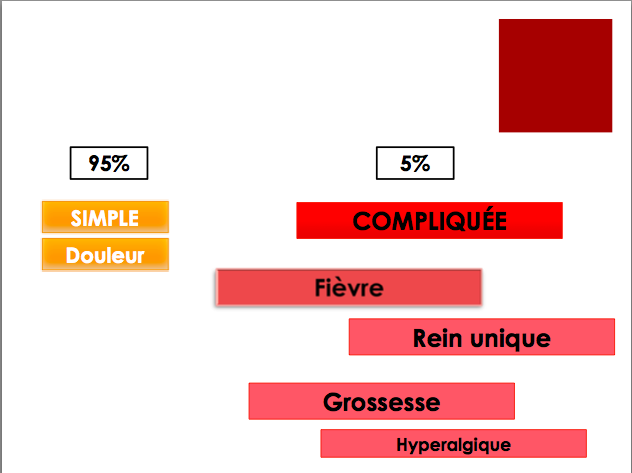 95%
5%
SIMPLE
COMPLIQUÉE
Douleur
Fièvre
Rein unique
Grossesse
Hyperalgique